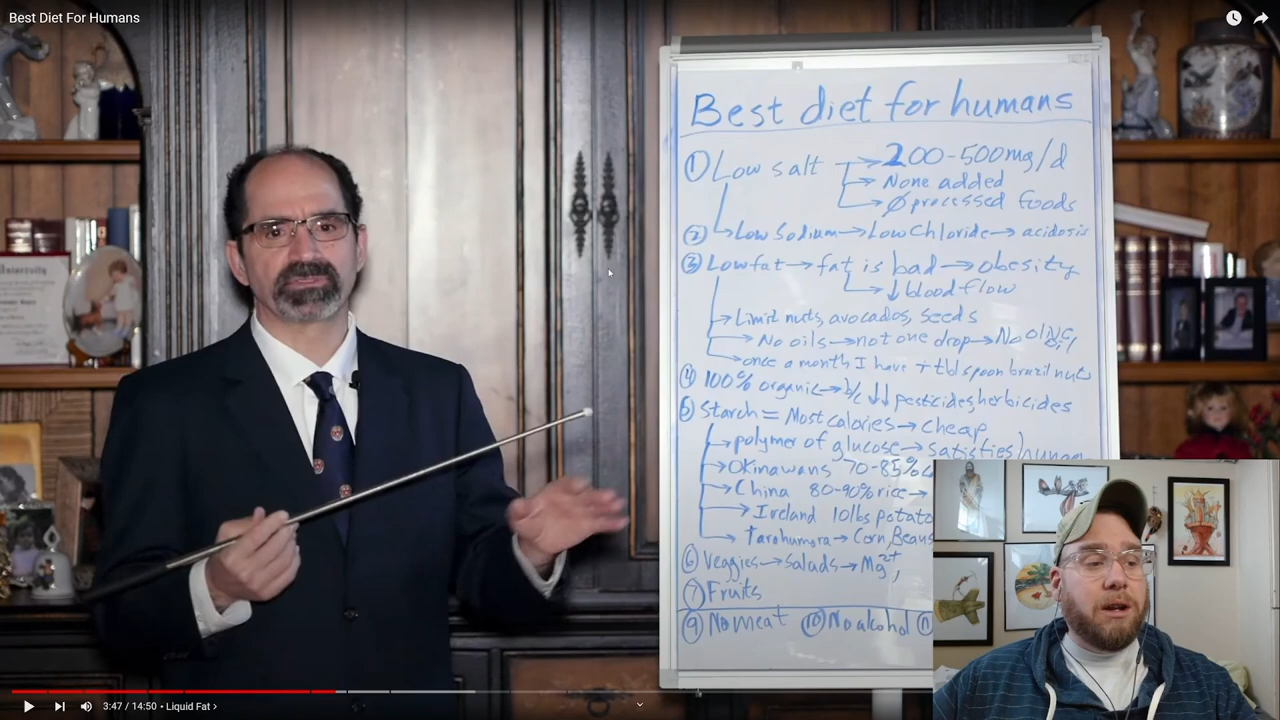 Best Diet For Humans
University
Best diet for humans
① Low salt → 200-500mg/d
→ None added
→ Ø processed foods
② Low Sodium → Low Chloride → acidosis
③ Low fat → fat is bad → obesity
→ ↓ blood flow
→ Limit nuts, avocados, seeds
→ No oils → not one drop → No oil
→ once a month I have tbl spoon brazil nuts
④ 100% organic → b/c ↓↓ pesticides, herbicides
⑤ Starch = Most calories → cheap
→ polymer of glucose → satisfies hunger
→ Okinawans 70-85%
→ China 80-90% rice →
→ Ireland 10lbs potato
→ Tarahumara → Corn, Beans
⑥ Veggies → Salads → Mg²⁺,
⑦ Fruits
⑨ No meat ⑩ No alcohol
3:47 / 14:50 • Liquid Fat >